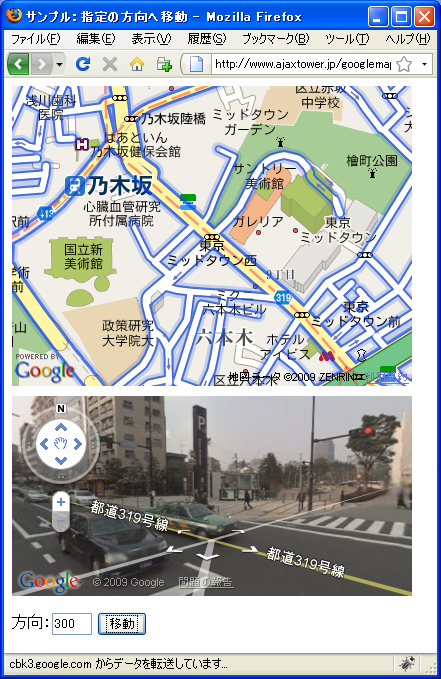 サンプル: 指定の方向へ移動 - Mozilla Firefox
ファイル(F) 編集(E) 表示(V) 履歴(S) ブックマーク(B) ツール(T) ヘルプ(H)
http://www.ajaxtower.jp/googlemap
浅川歯科
医院
乃木坂陸橋
ミッドタウン
ガーデン
区立赤坂
中学校
はあといん
乃木坂健保会館
檜町公園
サントリー
美術館
乃木坂
心臓血管研究
所付属病院
ガレリア
東京
ミッドタウン
東京
ミッドタウン西
国立新
美術館
319
六本木ビル
政策研究
大学院大
六本木
東京
ミッドタウン前
ホテル
アイビス
POWERED BY
Google
区立六本木
地図データ ©2009 ZENRIN
N
都道319号線
都道319号線
Google © 2009 Google 問題の報告
方向: 300 移動
cbk3.google.com からデータを転送しています...